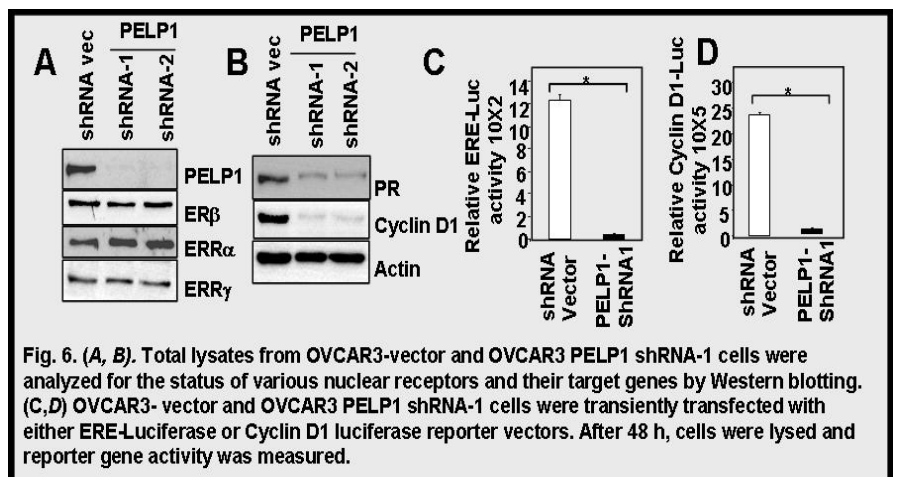 A
shRNA vec
PELP1
shRNA-1
shRNA-2
PELP1
ERβ
ERRα
ERRγ
B
shRNA vec
PELP1
shRNA-1
shRNA-2
PR
Cyclin D1
Actin
C
Relative ERE-Luc
activity 10X2
14
12
10
8
6
4
2
0
*
shRNA
Vector
PELP1-
ShRNA1
D
Relative Cyclin D1-Luc
activity 10X5
30
25
20
15
10
5
0
*
shRNA
Vector
PELP1-
ShRNA1
Fig. 6. (A, B). Total lysates from OVCAR3-vector and OVCAR3 PELP1 shRNA-1 cells were
analyzed for the status of various nuclear receptors and their target genes by Western blotting.
(C,D) OVCAR3- vector and OVCAR3 PELP1 shRNA-1 cells were transiently transfected with
either ERE-Luciferase or Cyclin D1 luciferase reporter vectors. After 48 h, cells were lysed and
reporter gene activity was measured.